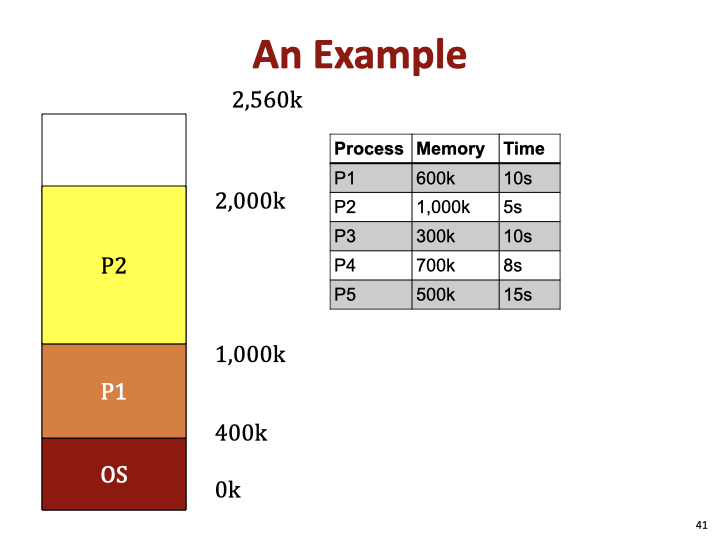 An Example
2,560k
2,000k
P2
1,000k
P1
400k
OS
0k
Process Memory Time
P1 600k 10s
P2 1,000k 5s
P3 300k 10s
P4 700k 8s
P5 500k 15s
41